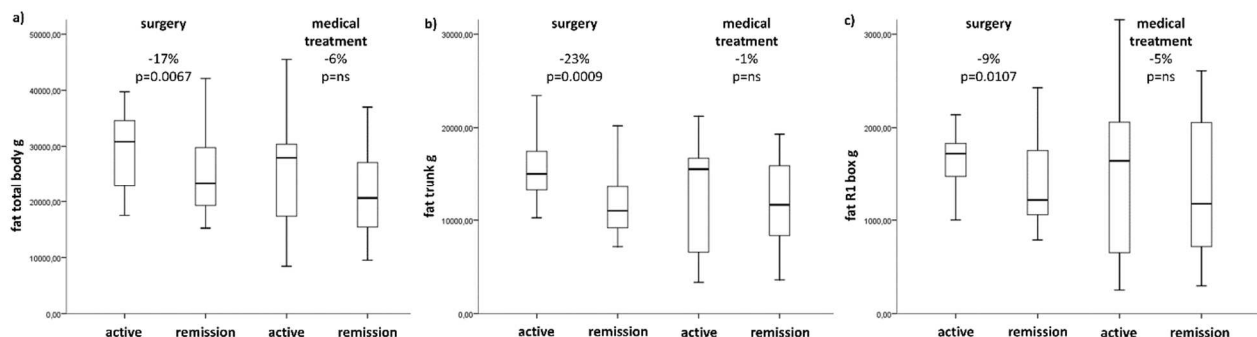 a)
surgery
medical
treatment
-17%
p=0.0067
-6%
p=ns
fat total body g
50000,00
40000,00
30000,00
20000,00
10000,00
0,00
active
remission
active
remission
b)
surgery
medical
treatment
-23%
p=0.0009
-1%
p=ns
fat trunk g
30000,00
20000,00
10000,00
0,00
active
remission
active
remission
c)
surgery
medical
treatment
-9%
p=0.0107
-5%
p=ns
fat R1 box g
3000,00
2000,00
1000,00
0,00
active
remission
active
remission